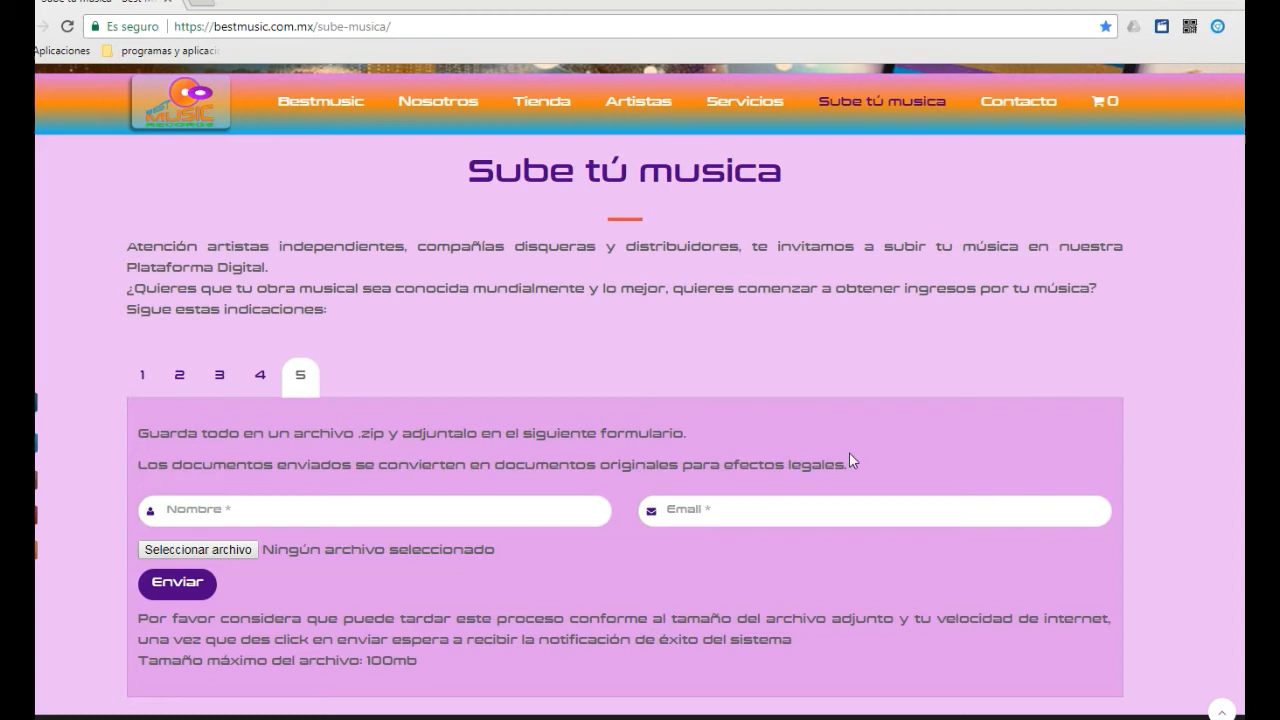 Es seguro https://bestmusic.com.mx/sube-musica/
Aplicaciones programas y aplicaci
BEST MUSIC RECORDS
Bestmusic Nosotros Tienda Artistas Servicios Sube tú musica Contacto 0
Sube tú musica
Atención artistas independientes, compañías disqueras y distribuidores, te invitamos a subir tu música en nuestra
Plataforma Digital.
¿Quieres que tu obra musical sea conocida mundialmente y lo mejor, quieres comenzar a obtener ingresos por tu música?
Sigue estas indicaciones:
1 2 3 4 5
Guarda todo en un archivo .zip y adjuntalo en el siguiente formulario.
Los documentos enviados se convierten en documentos originales para efectos legales.
Nombre * Email *
Seleccionar archivo Ningún archivo seleccionado
Enviar
Por favor considera que puede tardar este proceso conforme al tamaño del archivo adjunto y tu velocidad de internet,
una vez que des click en enviar espera a recibir la notificación de éxito del sistema
Tamaño máximo del archivo: 100mb